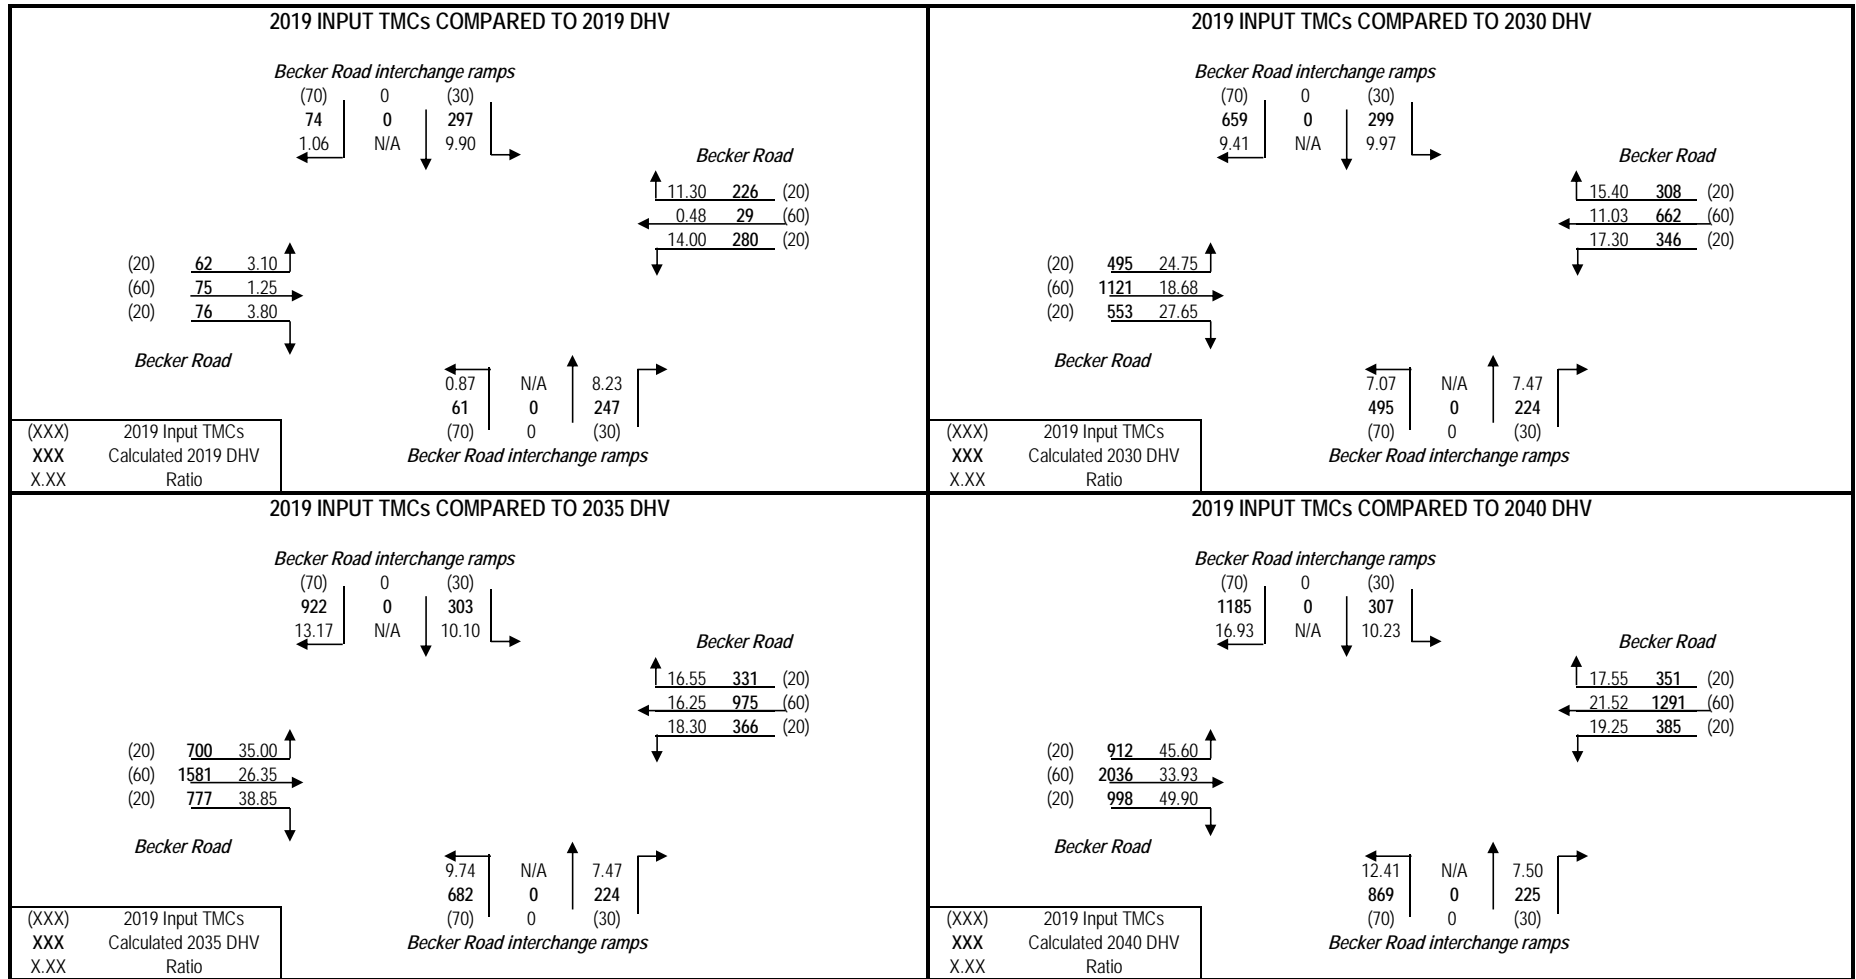 2019 INPUT TMCs COMPARED TO 2019 DHV
Becker Road interchange ramps
(70) 0 (30)
74 0 297
1.06 N/A 9.90
Becker Road
11.30 226 (20)
0.48 29 (60)
14.00 280 (20)
(20) 62 3.10
(60) 75 1.25
(20) 76 3.80
Becker Road
0.87 N/A 8.23
61 0 247
(70) 0 (30)
Becker Road interchange ramps
(XXX) 2019 Input TMCs
XXX Calculated 2019 DHV
X.XX Ratio
2019 INPUT TMCs COMPARED TO 2030 DHV
Becker Road interchange ramps
(70) 0 (30)
659 0 299
9.41 N/A 9.97
Becker Road
15.40 308 (20)
11.03 662 (60)
17.30 346 (20)
(20) 495 24.75
(60) 1121 18.68
(20) 553 27.65
Becker Road
7.07 N/A 7.47
495 0 224
(70) 0 (30)
Becker Road interchange ramps
(XXX) 2019 Input TMCs
XXX Calculated 2030 DHV
X.XX Ratio
2019 INPUT TMCs COMPARED TO 2035 DHV
Becker Road interchange ramps
(70) 0 (30)
922 0 303
13.17 N/A 10.10
Becker Road
16.55 331 (20)
16.25 975 (60)
18.30 366 (20)
(20) 700 35.00
(60) 1581 26.35
(20) 777 38.85
Becker Road
9.74 N/A 7.47
682 0 224
(70) 0 (30)
Becker Road interchange ramps
(XXX) 2019 Input TMCs
XXX Calculated 2035 DHV
X.XX Ratio
2019 INPUT TMCs COMPARED TO 2040 DHV
Becker Road interchange ramps
(70) 0 (30)
1185 0 307
16.93 N/A 10.23
Becker Road
17.55 351 (20)
21.52 1291 (60)
19.25 385 (20)
(20) 912 45.60
(60) 2036 33.93
(20) 998 49.90
Becker Road
12.41 N/A 7.50
869 0 225
(70) 0 (30)
Becker Road interchange ramps
(XXX) 2019 Input TMCs
XXX Calculated 2040 DHV
X.XX Ratio